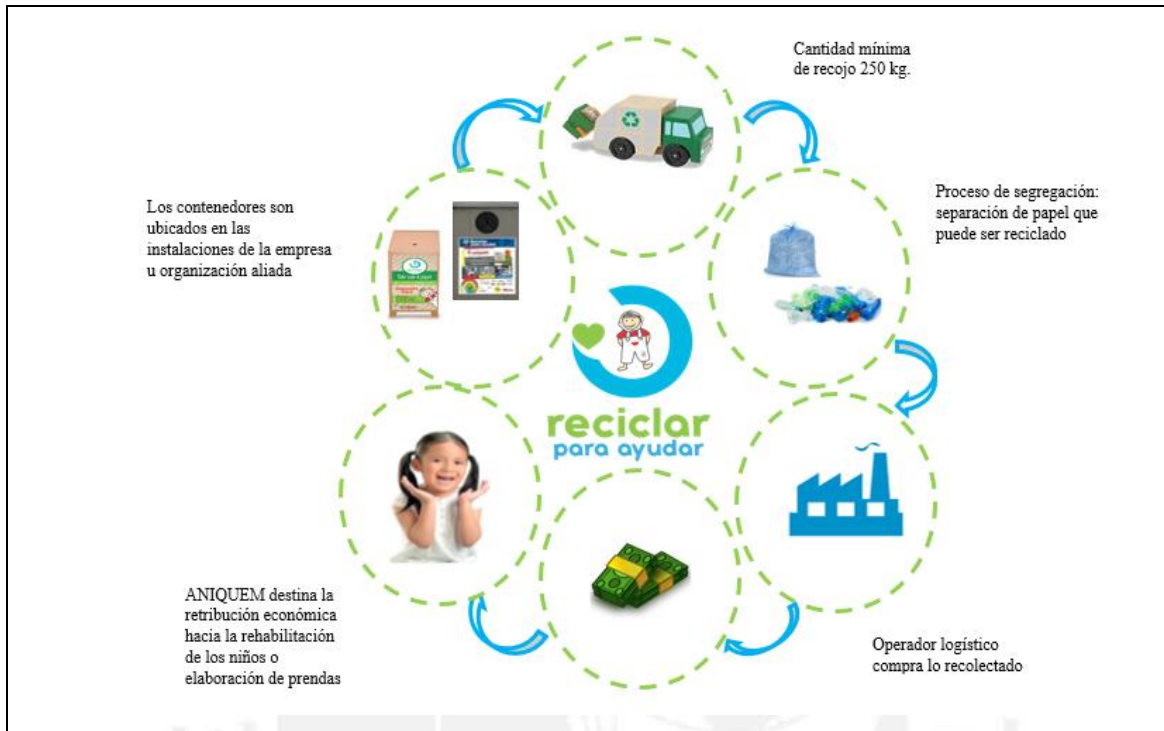 Cantidad mínima
de recojo 250 kg.
Los contenedores son
ubicados en las
instalaciones de la empresa
u organización aliada
Proceso de segregación:
separación de papel que
puede ser reciclado
reciclar
para ayudar
ANIQUEM destina la
retribución económica
hacia la rehabilitación
de los niños o
elaboración de prendas
Operador logístico
compra lo recolectado